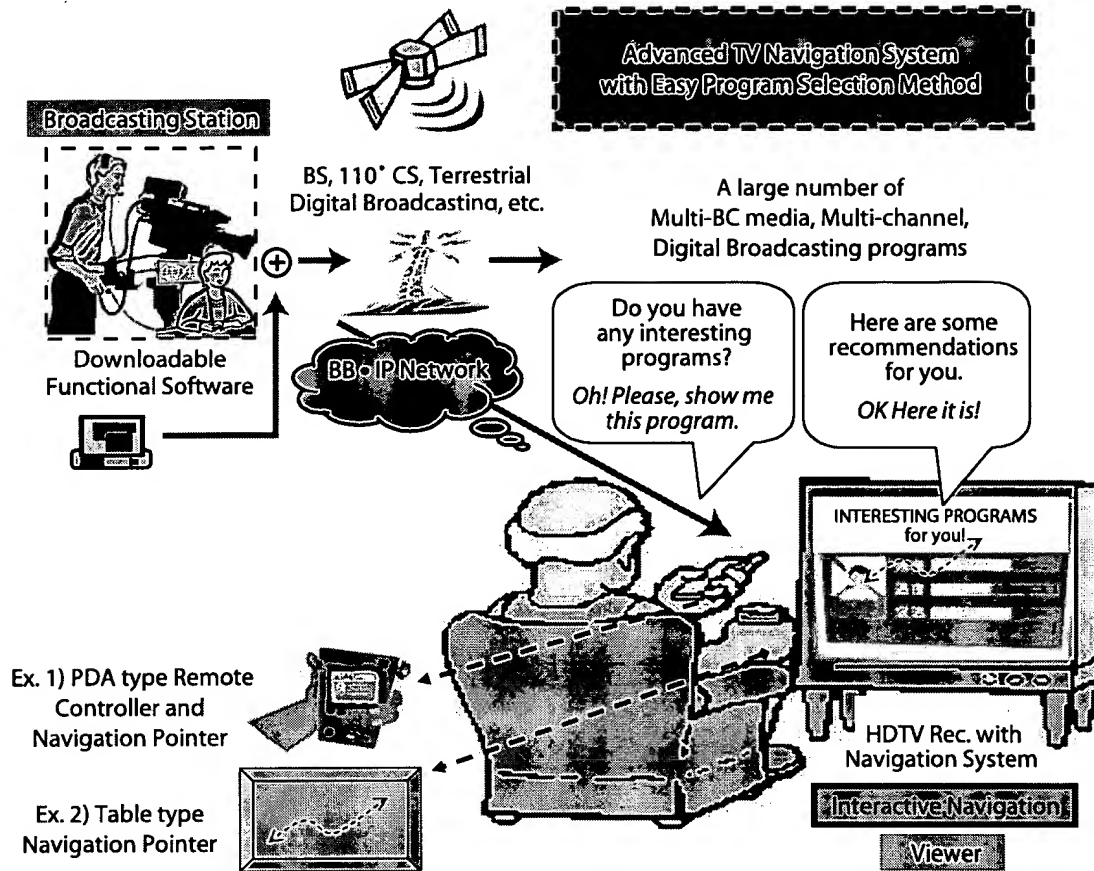 Advanced TV Navigation System
with Easy Program Selection Method
Broadcasting Station
BS, 110° CS, Terrestrial
Digital Broadcasting, etc.
A large number of
Multi-BC media, Multi-channel,
Digital Broadcasting programs
Downloadable
Functional Software
BB • IP Network
Do you have
any interesting
programs?
Oh! Please, show me
this program.
Here are some
recommendations
for you.
OK Here it is!
INTERESTING PROGRAMS
for you!
Ex. 1) PDA type Remote
Controller and
Navigation Pointer
Ex. 2) Table type
Navigation Pointer
HDTV Rec. with
Navigation System
Interactive Navigation
Viewer